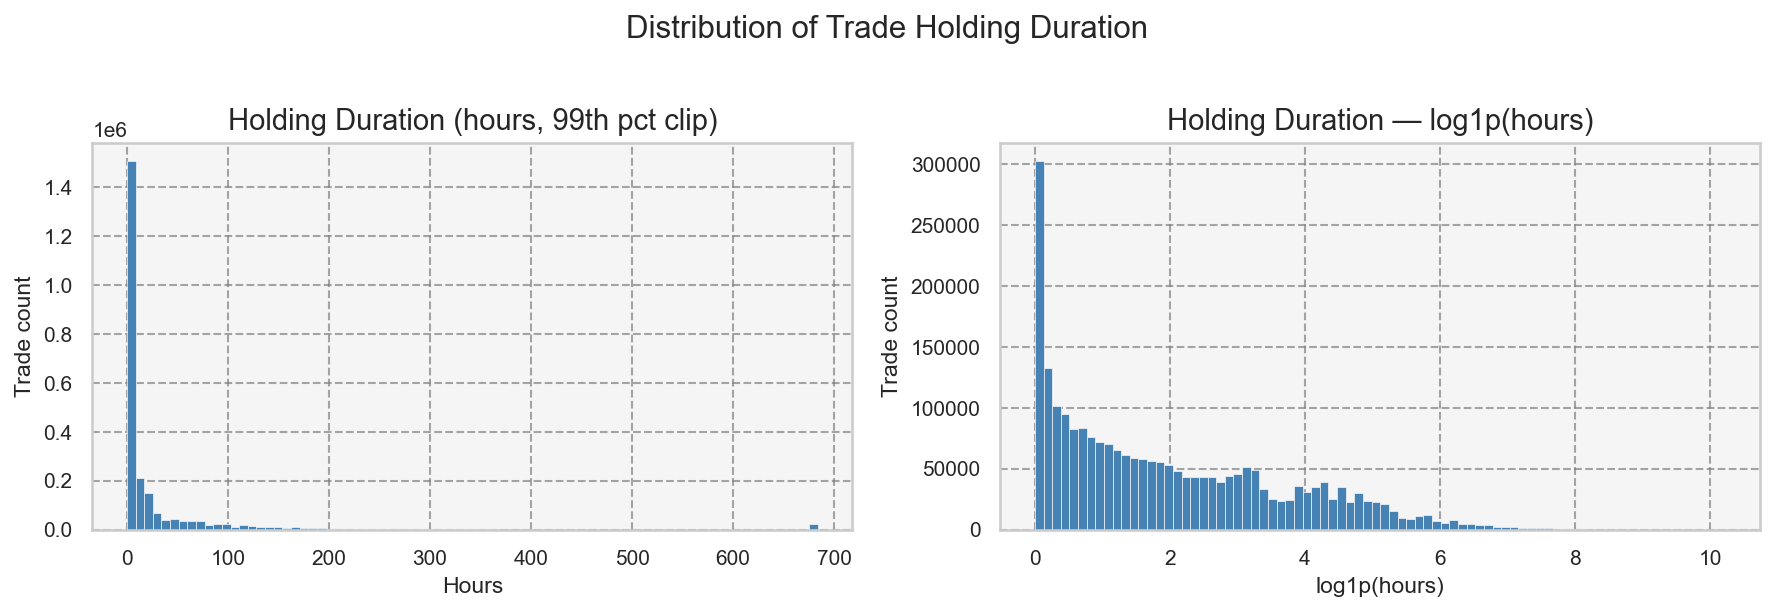 Distribution of Trade Holding Duration
Holding Duration (hours, 99th pct clip)
1e6
1.4
1.2
1.0
0.8
0.6
0.4
0.2
0.0
Trade count
0 100 200 300 400 500 600 700
Hours
Holding Duration — log1p(hours)
300000
250000
200000
150000
100000
50000
0
Trade count
0 2 4 6 8 10
log1p(hours)